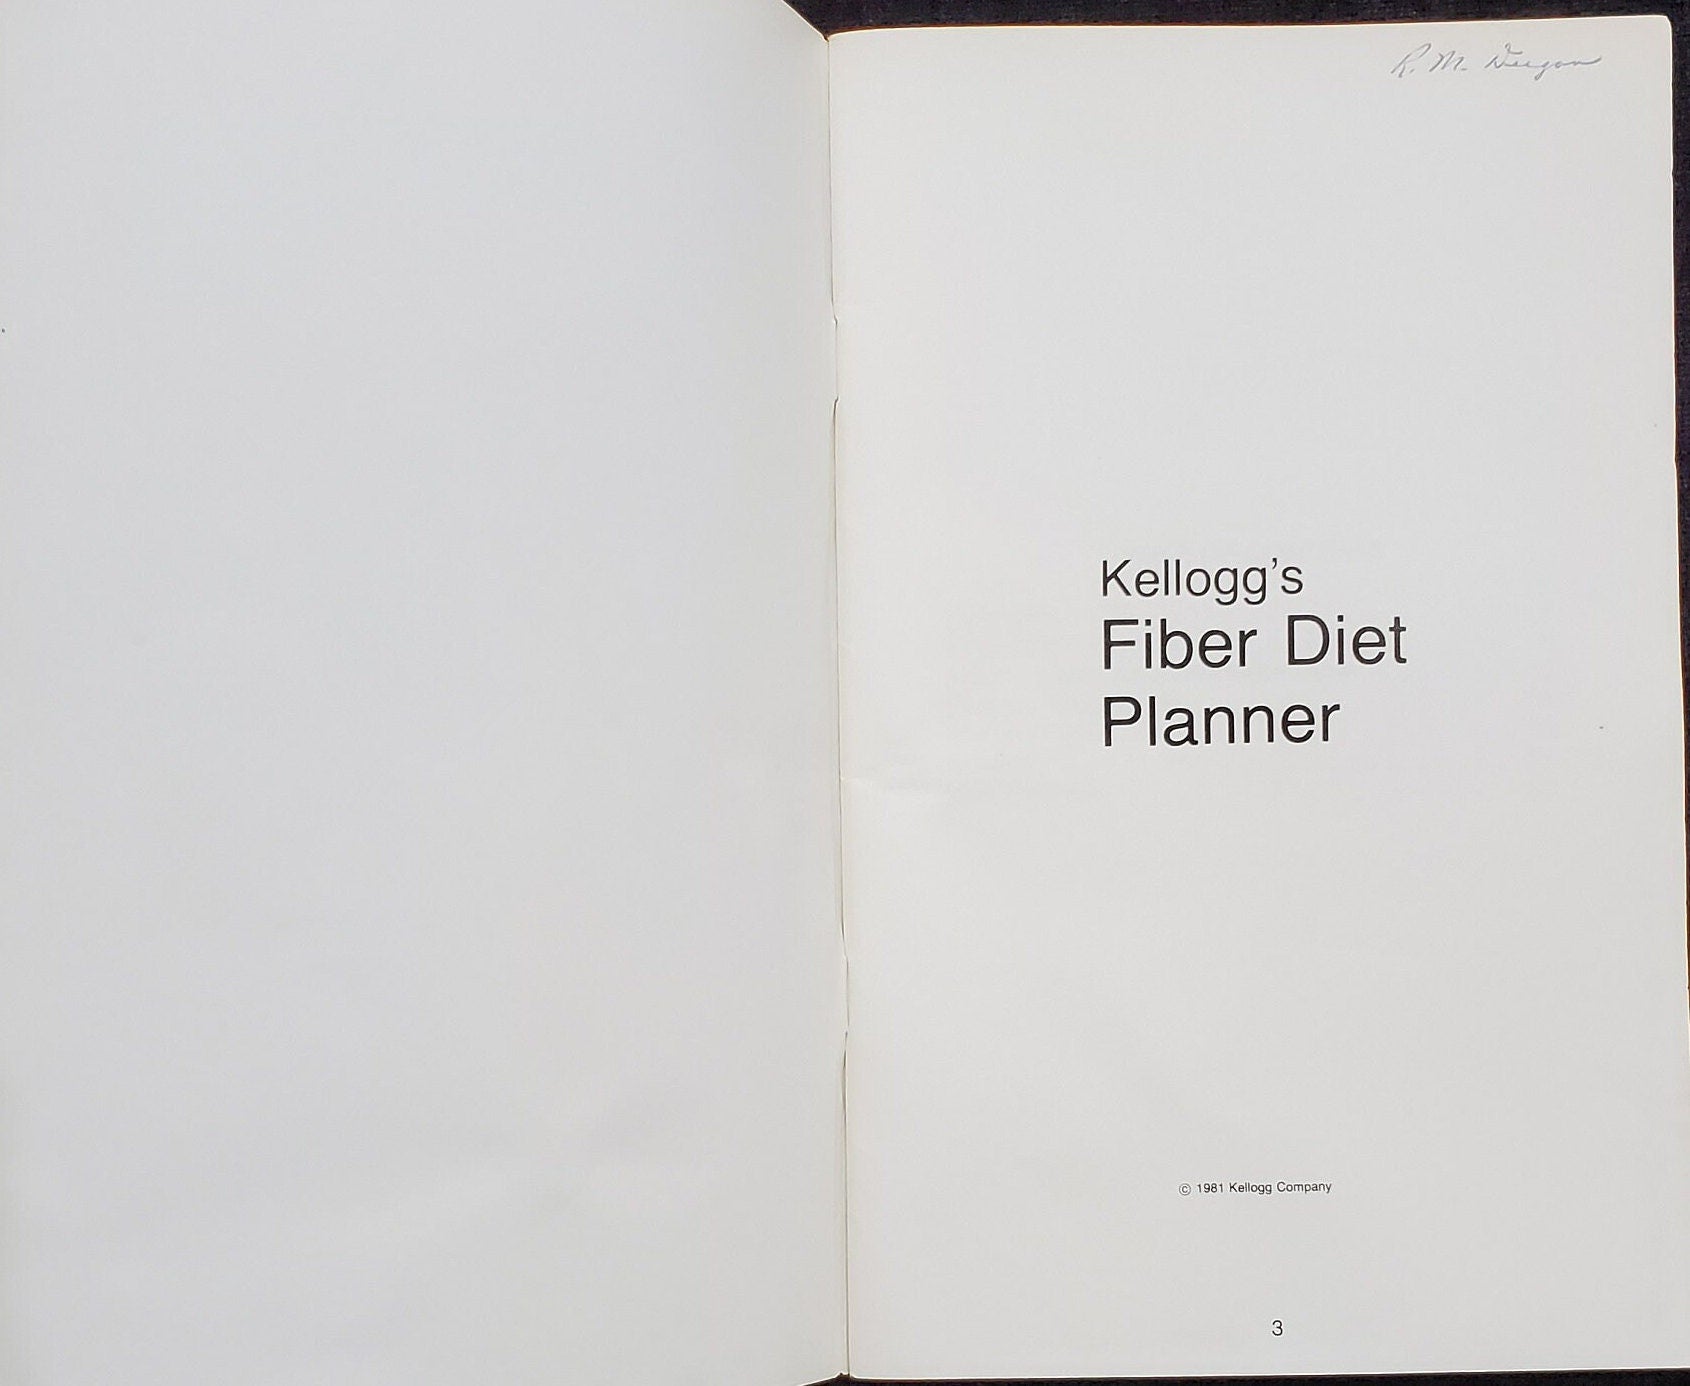 R. M.
Kellogg's
Fiber Diet
Planner
© 1981 Kellogg Company
3